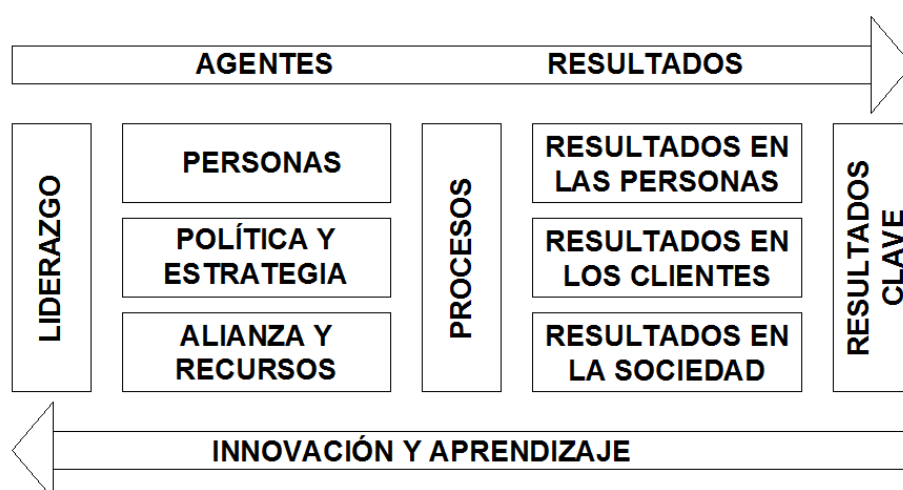 AGENTES
RESULTADOS
LIDERAZGO
PERSONAS
POLÍTICA Y
ESTRATEGIA
ALIANZA Y
RECURSOS
PROCESOS
RESULTADOS EN
LAS PERSONAS
RESULTADOS EN
LOS CLIENTES
RESULTADOS EN
LA SOCIEDAD
RESULTADOS
CLAVE
INNOVACIÓN Y APRENDIZAJE